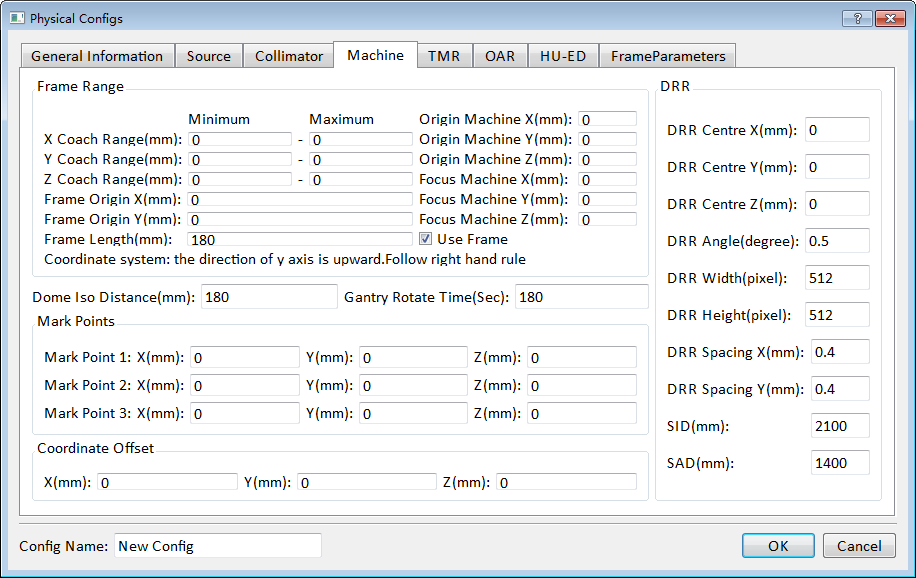 Physical Configs
General Information Source Collimator Machine TMR OAR HU-ED FrameParameters
Frame Range
Minimum Maximum Origin Machine X(mm): 0
X Coach Range(mm): 0 - 0 Origin Machine Y(mm): 0
Y Coach Range(mm): 0 - 0 Origin Machine Z(mm): 0
Z Coach Range(mm): 0 - 0 Focus Machine X(mm): 0
Frame Origin X(mm): 0 Focus Machine Y(mm): 0
Frame Origin Y(mm): 0 Focus Machine Z(mm): 0
Frame Length(mm): 180 Use Frame
Coordinate system: the direction of y axis is upward.Follow right hand rule
Dome Iso Distance(mm): 180 Gantry Rotate Time(Sec): 180
Mark Points
Mark Point 1: X(mm): 0 Y(mm): 0 Z(mm): 0
Mark Point 2: X(mm): 0 Y(mm): 0 Z(mm): 0
Mark Point 3: X(mm): 0 Y(mm): 0 Z(mm): 0
Coordinate Offset
X(mm): 0 Y(mm): 0 Z(mm): 0
DRR
DRR Centre X(mm): 0
DRR Centre Y(mm): 0
DRR Centre Z(mm): 0
DRR Angle(degree): 0.5
DRR Width(pixel): 512
DRR Height(pixel): 512
DRR Spacing X(mm): 0.4
DRR Spacing Y(mm): 0.4
SID(mm): 2100
SAD(mm): 1400
Config Name: New Config OK Cancel